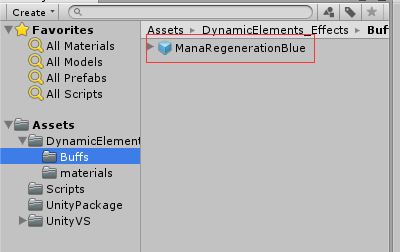 Create
Favorites
All Materials
All Models
All Prefabs
All Scripts
Assets
DynamicElement
Buffs
materials
Scripts
UnityPackage
UnityVS
Assets DynamicElements_Effects Buf
ManaRegenerationBlue